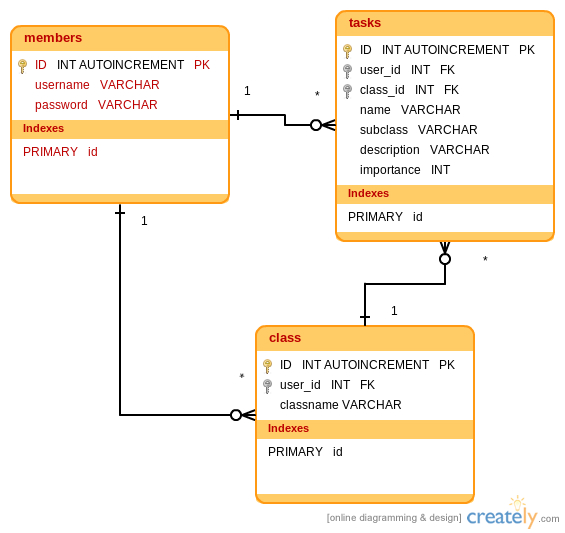 members
ID INT AUTOINCREMENT PK
username VARCHAR
password VARCHAR
Indexes
PRIMARY id
tasks
ID INT AUTOINCREMENT PK
user_id INT FK
class_id INT FK
name VARCHAR
subclass VARCHAR
description VARCHAR
importance INT
Indexes
PRIMARY id
1
*
1
*
1
*
class
ID INT AUTOINCREMENT PK
user_id INT FK
classname VARCHAR
Indexes
PRIMARY id
[online diagramming & design] creately.com